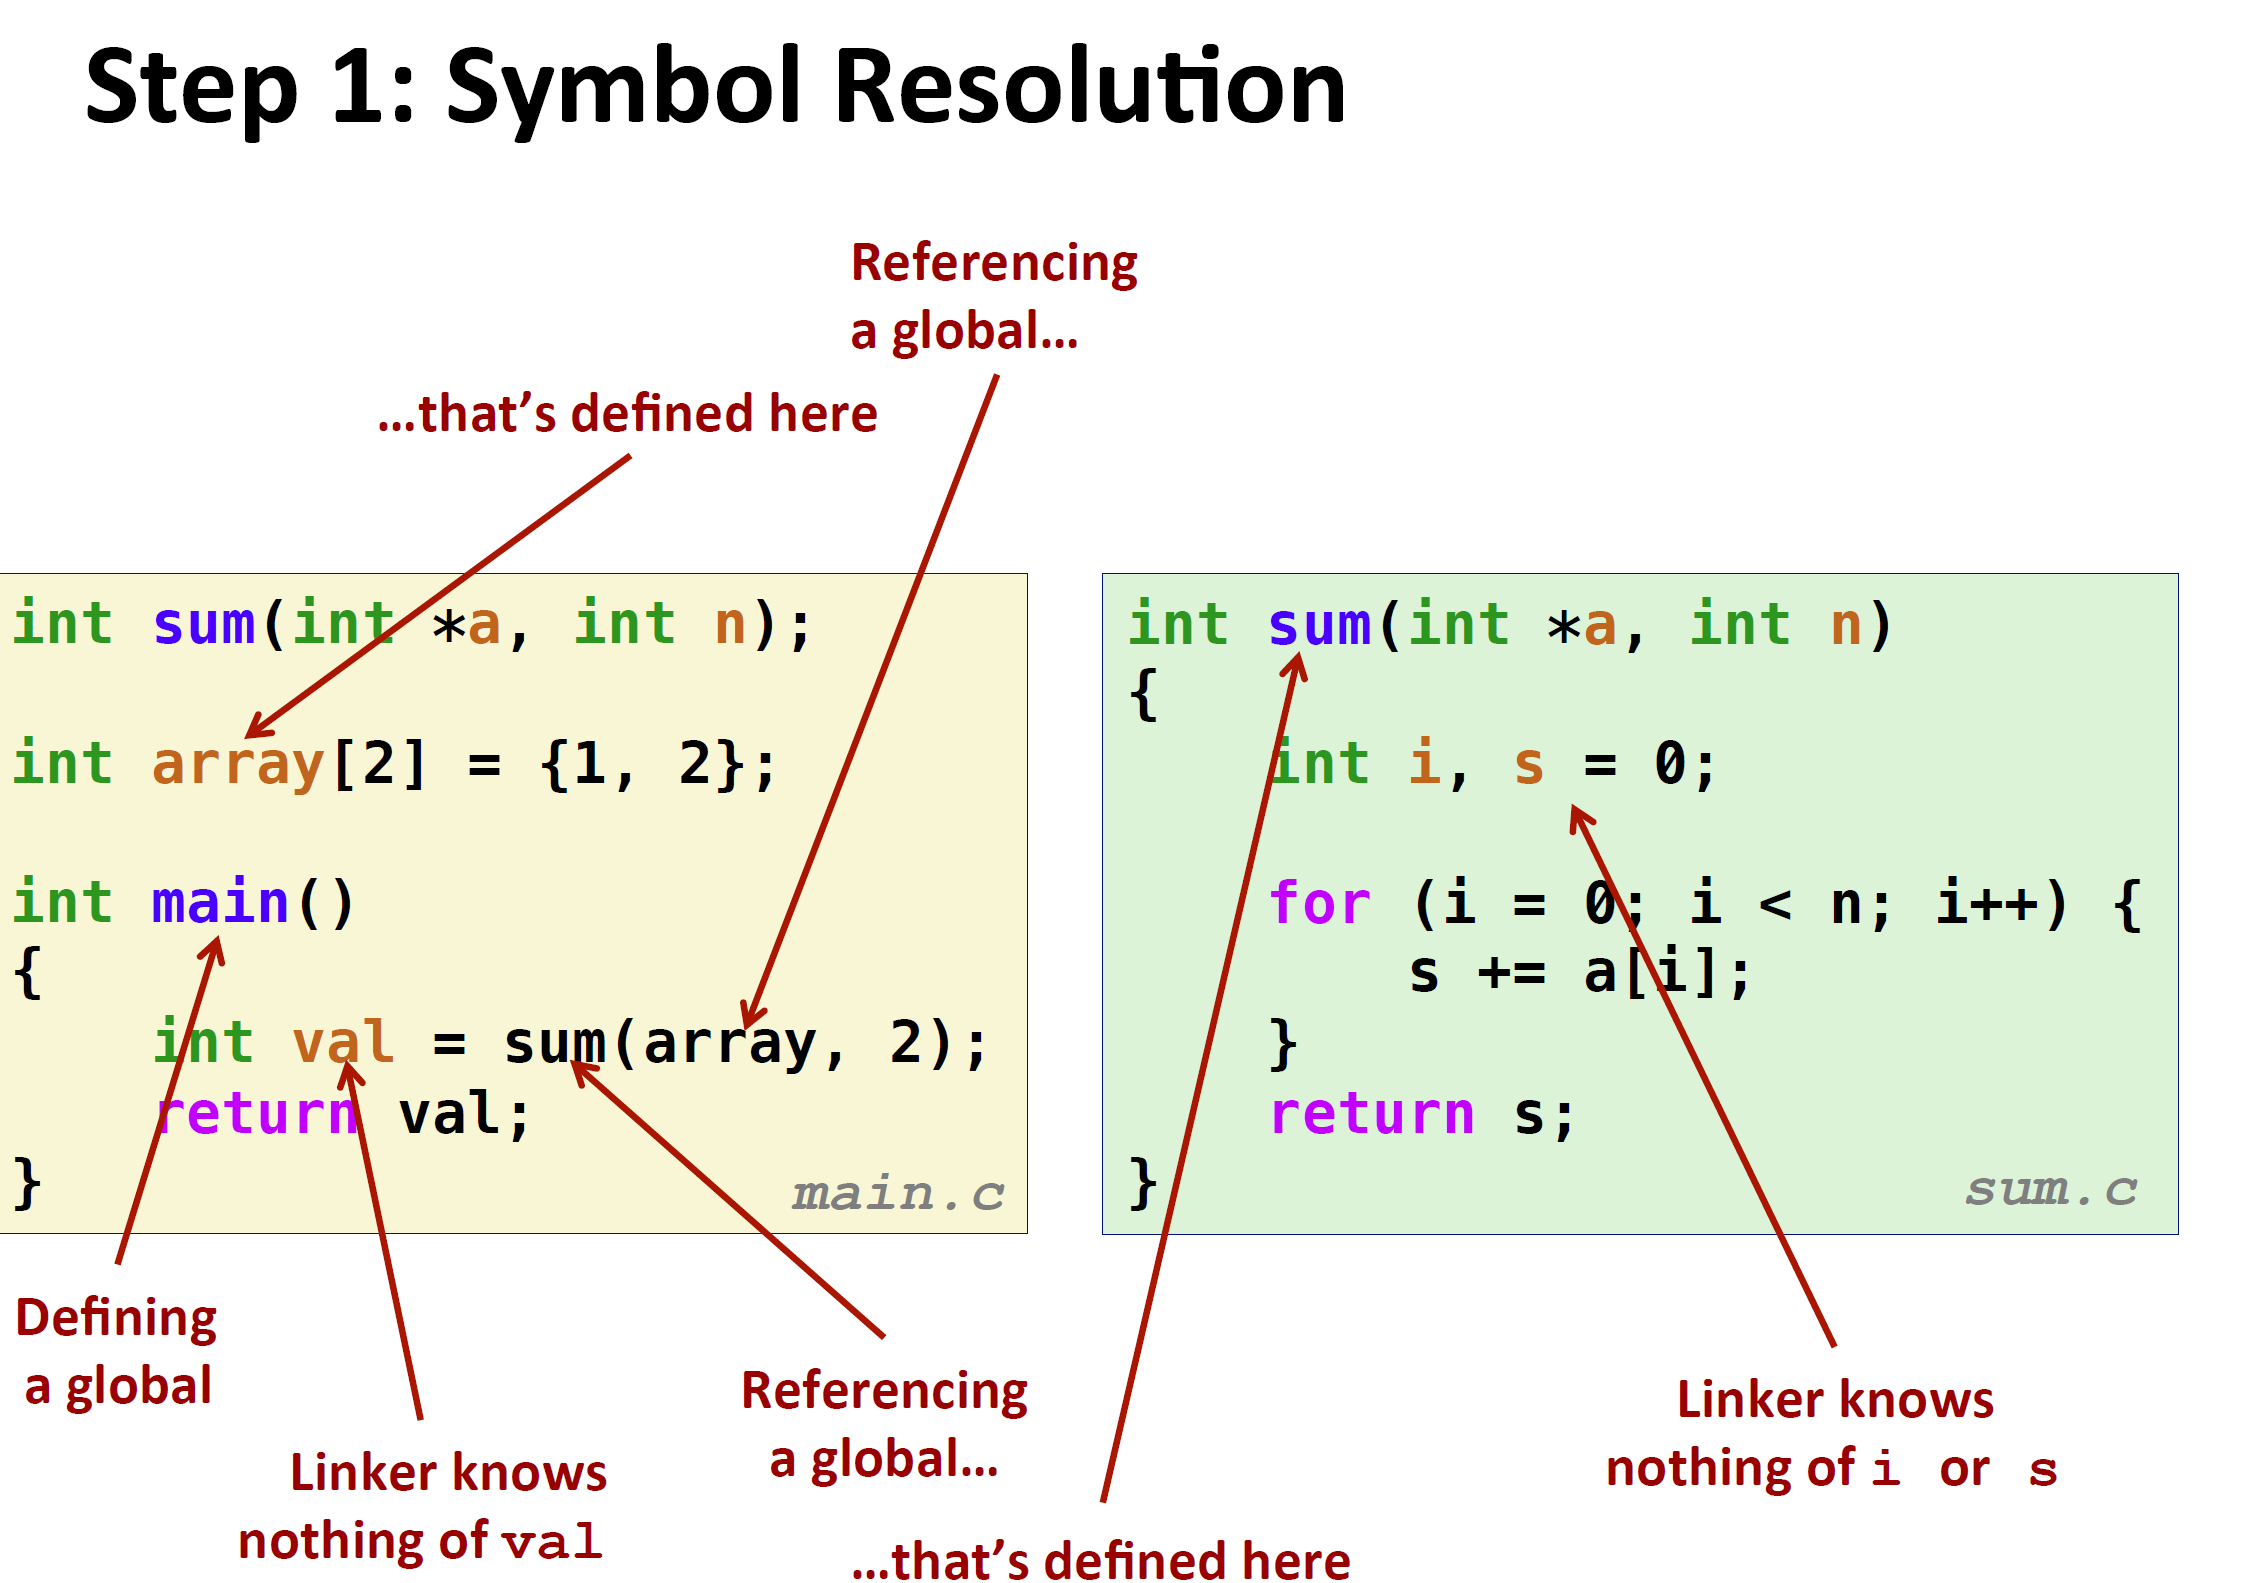 Step 1: Symbol Resolution
Referencing
a global…
…that’s defined here
int sum(int *a, int n);
int array[2] = {1, 2};
int main()
{
    int val = sum(array, 2);
    return val;
}
main.c
int sum(int *a, int n)
{
    int i, s = 0;
    for (i = 0; i < n; i++) {
        s += a[i];
    }
    return s;
}
sum.c
Defining
a global
Linker knows
nothing of val
Referencing
a global…
…that’s defined here
Linker knows
nothing of i or s